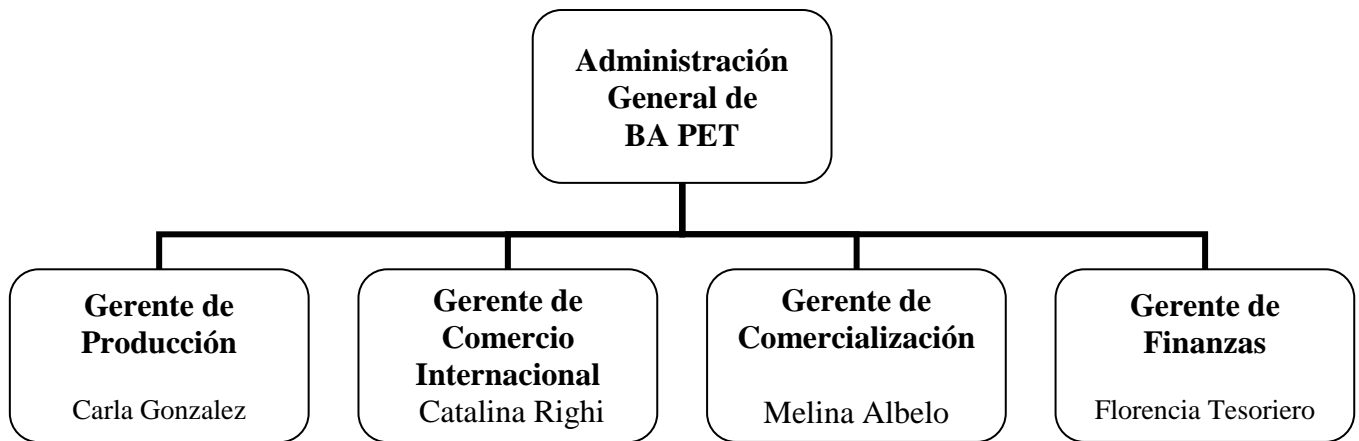 Administración
General de
BA PET
Gerente de
Producción
Carla Gonzalez
Gerente de
Comercio
Internacional
Catalina Righi
Gerente de
Comercialización
Melina Albelo
Gerente de
Finanzas
Florencia Tesoriero